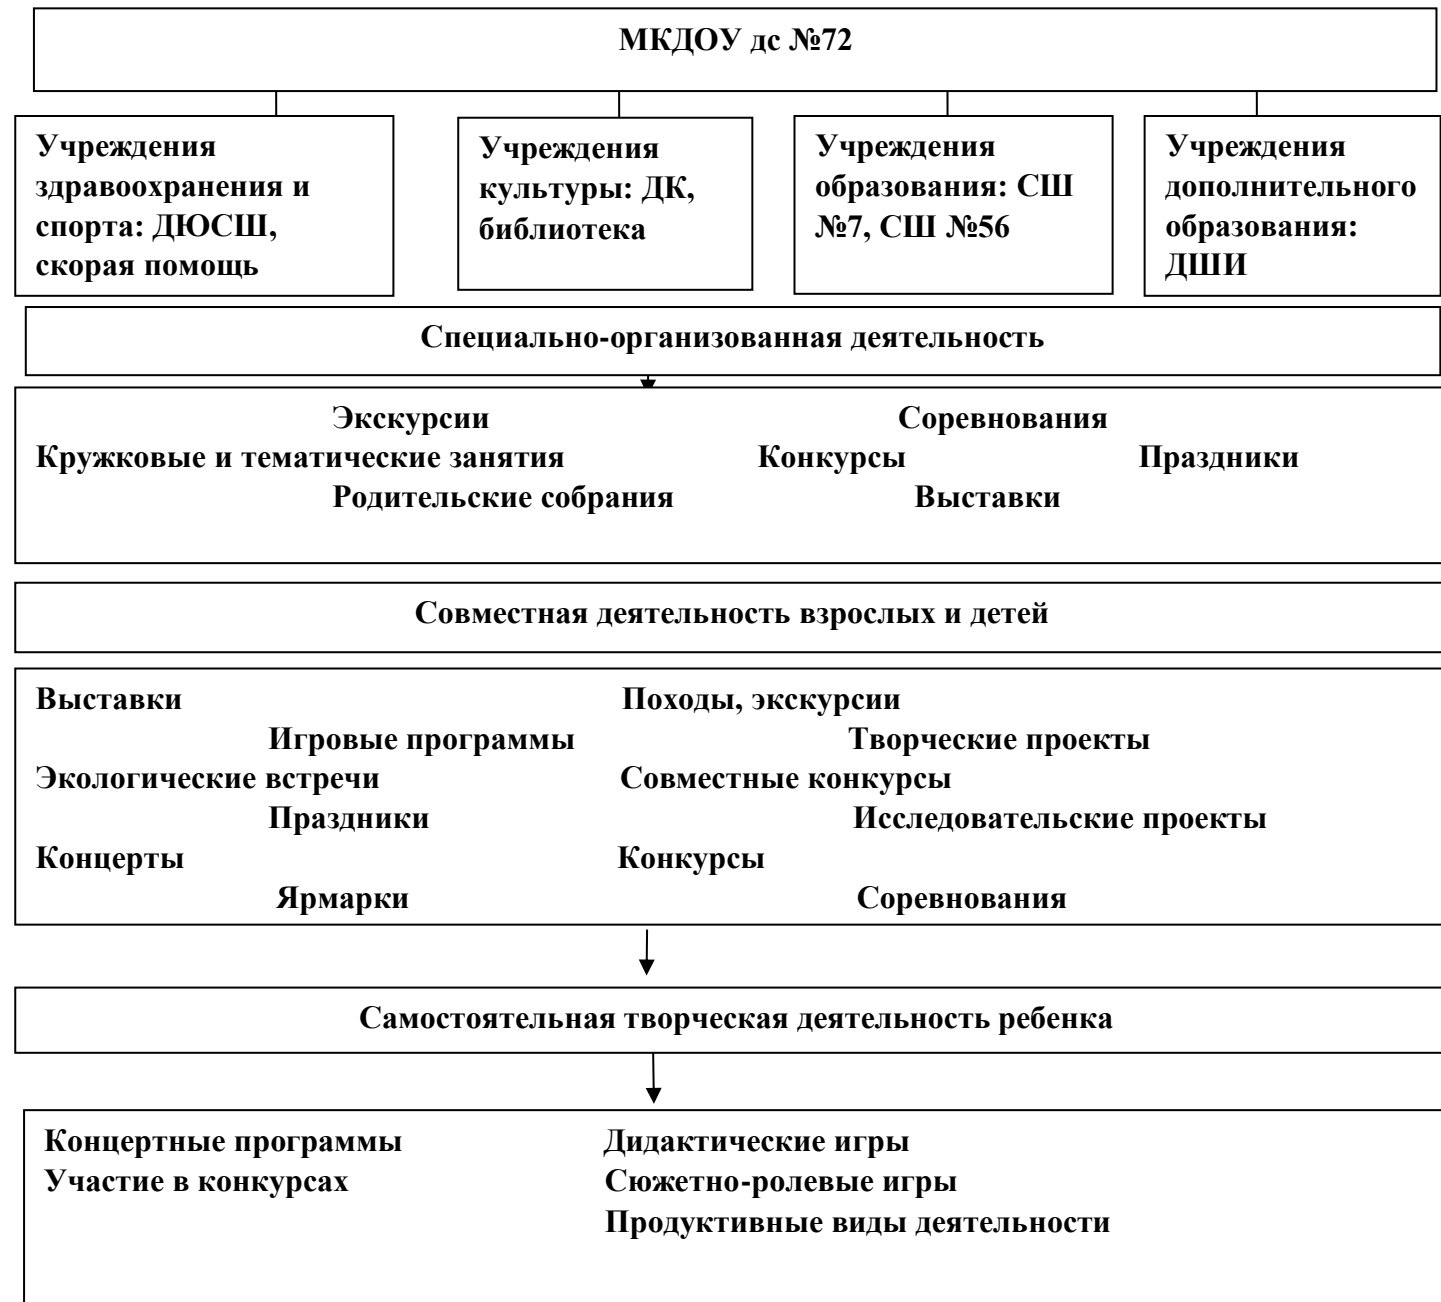 МКДОУ дс №72
Учреждения
здравоохранения и
спорта: ДЮСШ,
скорая помощь
Учреждения
культуры: ДК,
библиотека
Учреждения
образования: СШ
№7, СШ №56
Учреждения
дополнительного
образования:
ДШИ
Специально-организованная деятельность
Экскурсии Соревнования
Кружковые и тематические занятия Конкурсы Праздники
Родительские собрания Выставки
Совместная деятельность взрослых и детей
Выставки Походы, экскурсии
Игровые программы Творческие проекты
Экологические встречи Совместные конкурсы
Праздники Исследовательские проекты
Концерты Конкурсы
Ярмарки Соревнования
Самостоятельная творческая деятельность ребенка
Концертные программы Дидактические игры
Участие в конкурсах Сюжетно-ролевые игры
Продуктивные виды деятельности